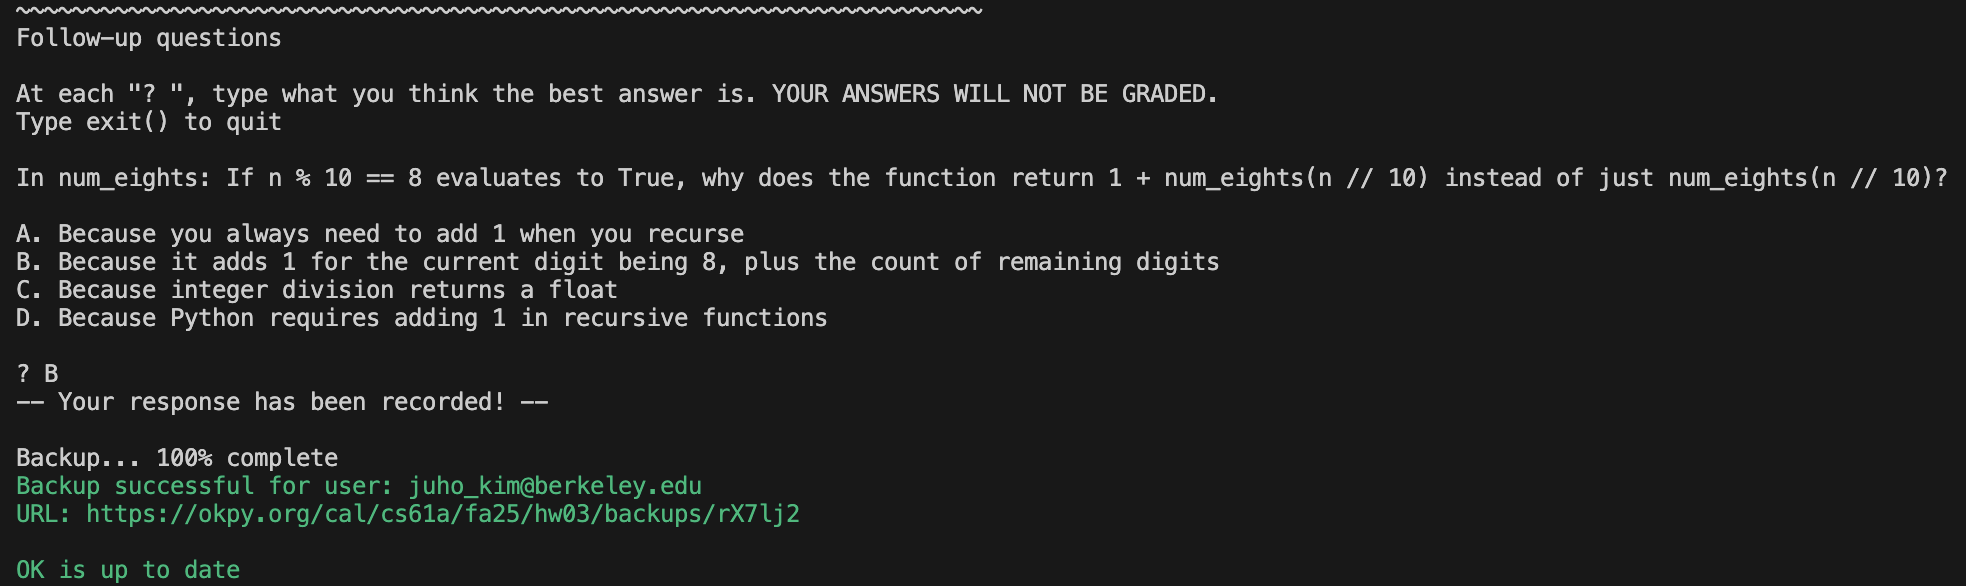 Follow-up questions
At each "? ", type what you think the best answer is. YOUR ANSWERS WILL NOT BE GRADED.
Type exit() to quit
In num_eights: If n % 10 == 8 evaluates to True, why does the function return 1 + num_eights(n // 10) instead of just num_eights(n // 10)?
A. Because you always need to add 1 when you recurse
B. Because it adds 1 for the current digit being 8, plus the count of remaining digits
C. Because integer division returns a float
D. Because Python requires adding 1 in recursive functions
? B
-- Your response has been recorded! --
Backup... 100% complete
Backup successful for user: juho_kim@berkeley.edu
URL: https://okpy.org/cal/cs61a/fa25/hw03/backups/rX7lj2
OK is up to date